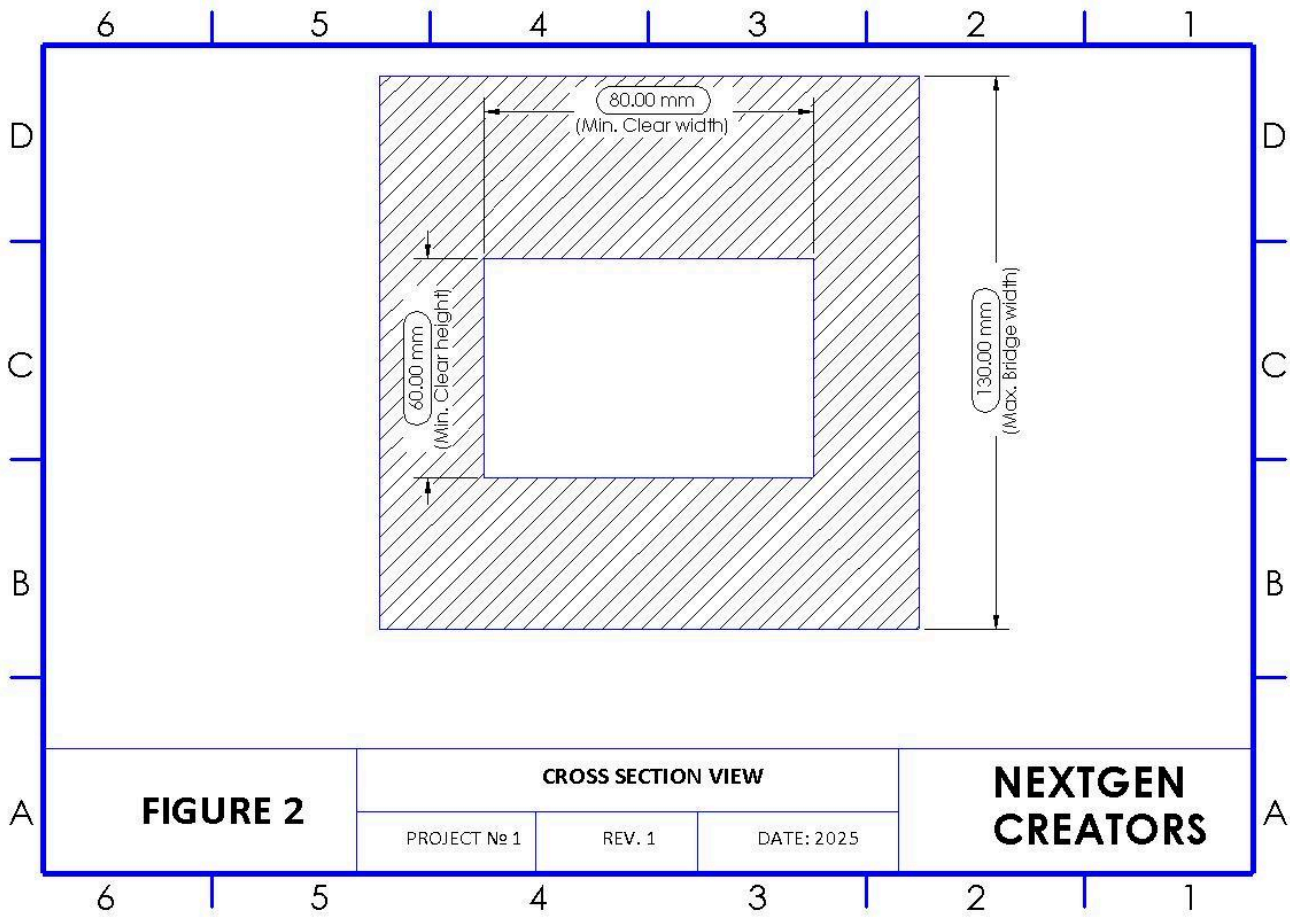 6 5 4 3 2 1
D D
80.00 mm
(Min. Clear width)
60.00 mm
(Min. Clear height)
130.00 mm
(Max. Bridge width)
C C
B B
A A
FIGURE 2
CROSS SECTION VIEW
PROJECT № 1 REV. 1 DATE: 2025
NEXTGEN
CREATORS
6 5 4 3 2 1